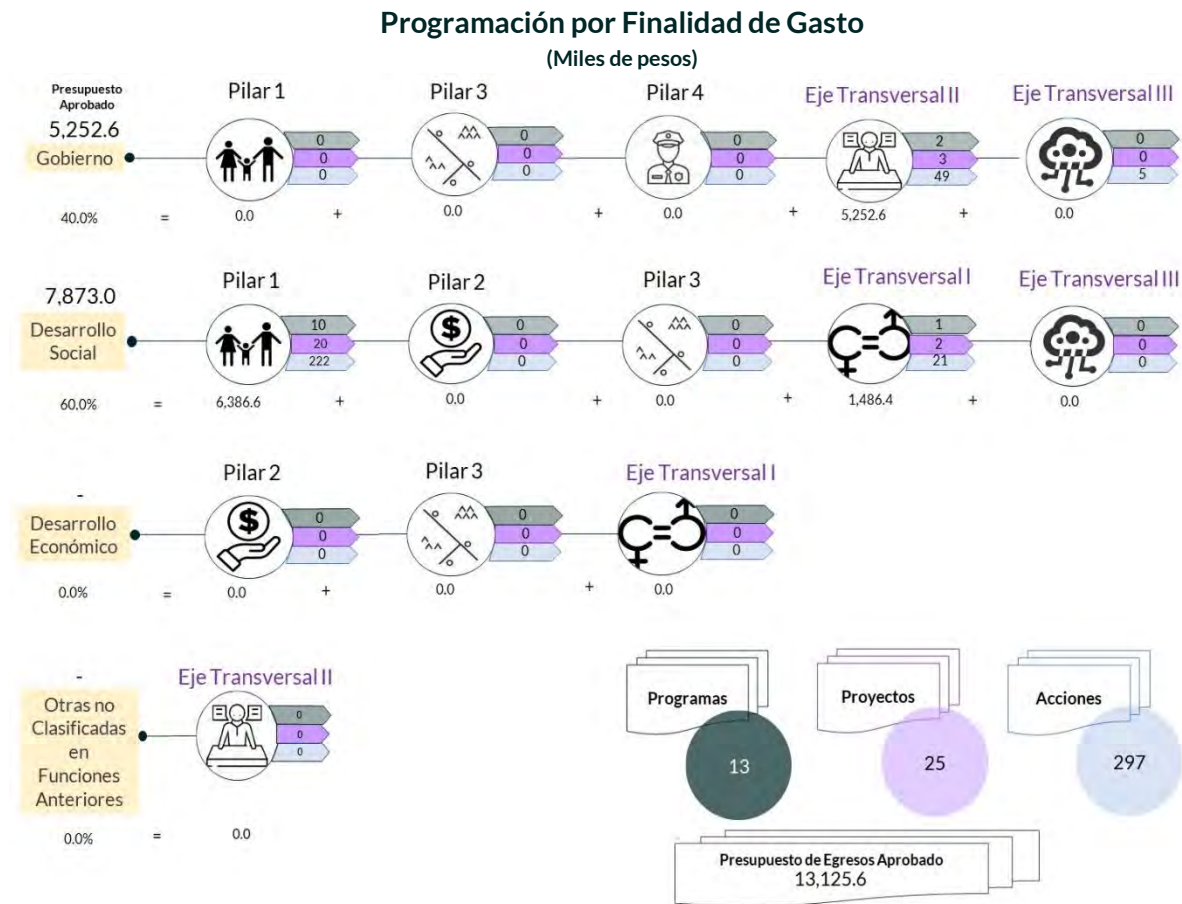 Programación por Finalidad de Gasto
(Miles de pesos)
Presupuesto
Aprobado
5,252.6
Gobierno
40.0%
=
Pilar 1
0
0
0
0.0
+
Pilar 3
0
0
0
0.0
+
Pilar 4
0
0
0
0.0
+
Eje Transversal II
2
3
49
5,252.6
+
Eje Transversal III
0
0
5
0.0
7,873.0
Desarrollo
Social
60.0%
=
Pilar 1
10
20
222
6,386.6
+
Pilar 2
$
0
0
0
0.0
+
Pilar 3
0
0
0
0.0
+
Eje Transversal I
1
2
21
1,486.4
+
Eje Transversal III
0
0
0
0.0
-
Desarrollo
Económico
0.0%
=
Pilar 2
$
0
0
0
0.0
+
Pilar 3
0
0
0
0.0
+
Eje Transversal I
0
0
0
0.0
-
Otras no
Clasificadas
en
Funciones
Anteriores
0.0%
=
Eje Transversal II
0
0
0
0.0
Programas
13
Proyectos
25
Acciones
297
Presupuesto de Egresos Aprobado
13,125.6